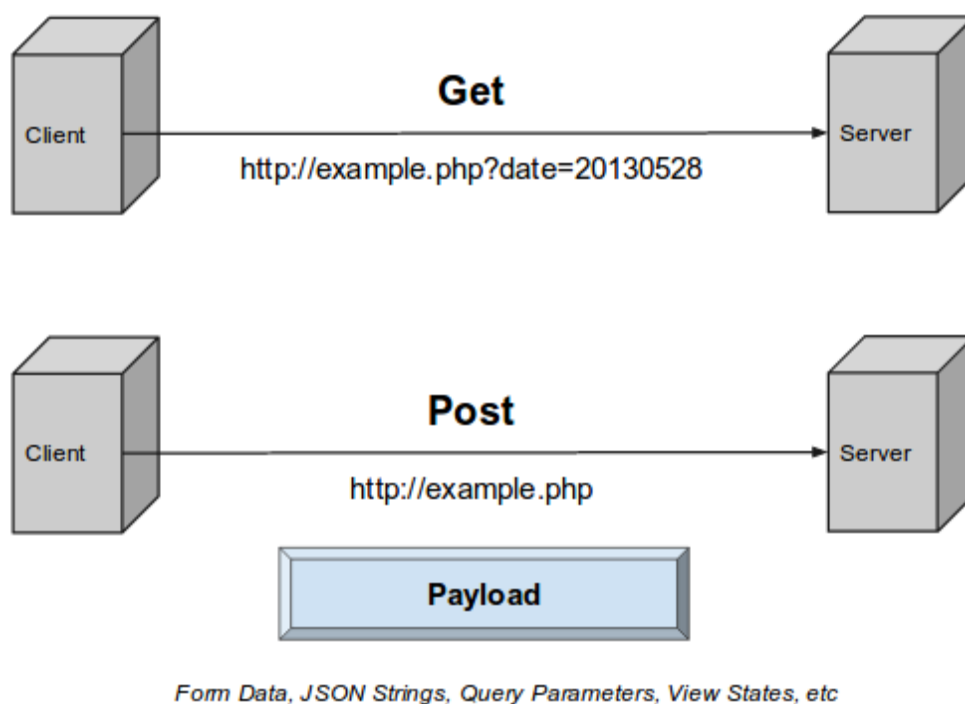 Get
Client
Server
http://example.php?date=20130528
Post
Client
Server
http://example.php
Payload
Form Data, JSON Strings, Query Parameters, View States, etc